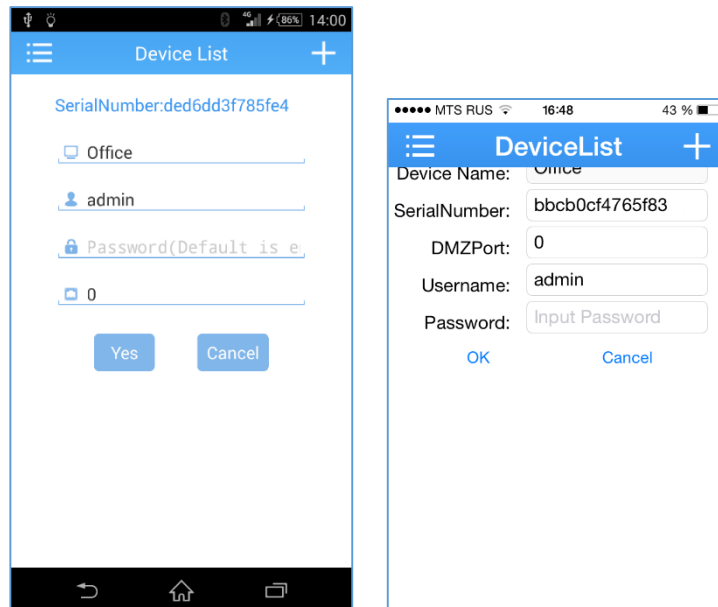 4G 86% 14:00
Device List
SerialNumber:ded6dd3f785fe4
Office
admin
Password(Default is e
0
Yes Cancel
MTS RUS 16:48 43 %
DeviceList
Device Name: Office
SerialNumber: bbcb0cf4765f83
DMZPort: 0
Username: admin
Password: Input Password
OK Cancel